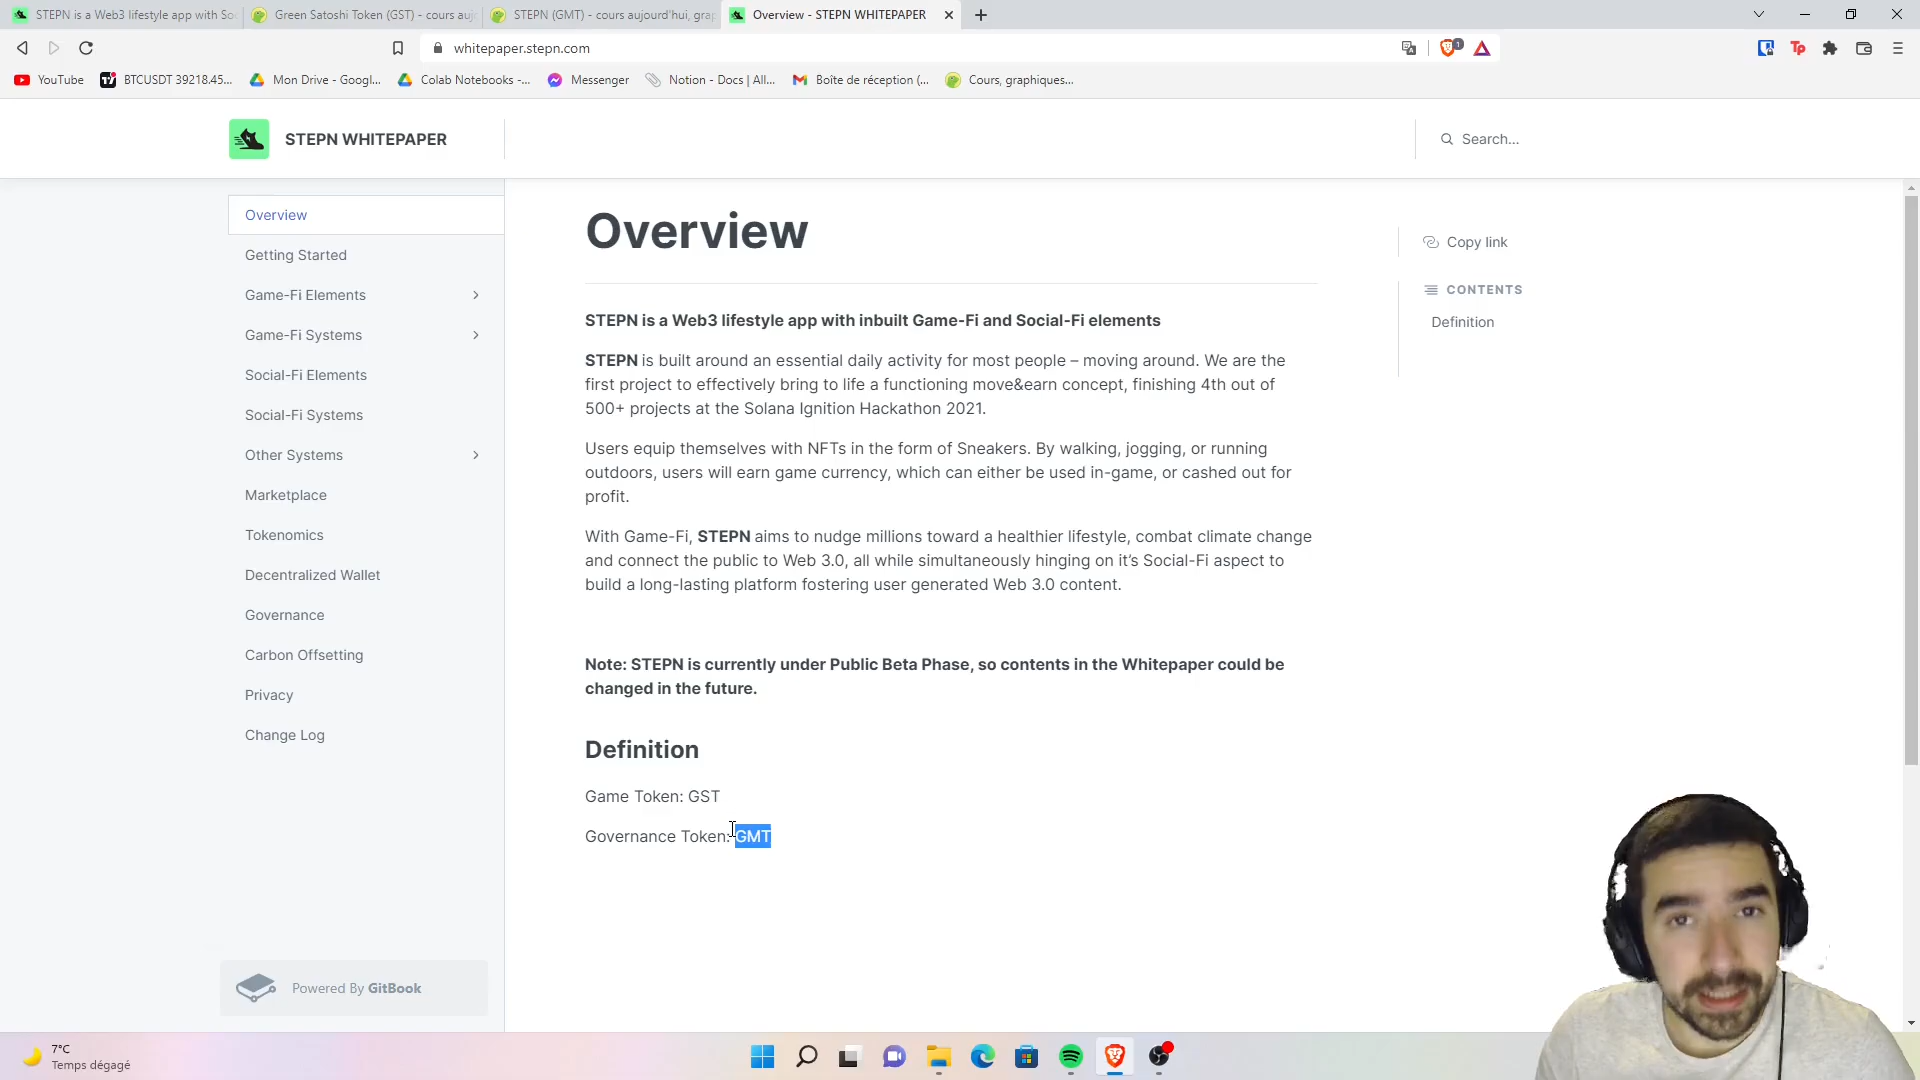 STEPN is a Web3 lifestyle app with Soc
Green Satoshi Token (GST) - cours auj
STEPN (GMT) - cours aujourd'hui, grap
Overview - STEPN WHITEPAPER
whitepaper.stepn.com
1
YouTube
BTCUSDT 39218.45...
Mon Drive - Googl...
Colab Notebooks -...
Messenger
Notion - Docs | All...
Boîte de réception (...
Cours, graphiques...
STEPN WHITEPAPER
Search...
Overview
Getting Started
Game-Fi Elements
Game-Fi Systems
Social-Fi Elements
Social-Fi Systems
Other Systems
Marketplace
Tokenomics
Decentralized Wallet
Governance
Carbon Offsetting
Privacy
Change Log
Powered By GitBook
Overview
STEPN is a Web3 lifestyle app with inbuilt Game-Fi and Social-Fi elements
STEPN is built around an essential daily activity for most people – moving around. We are the
first project to effectively bring to life a functioning move&earn concept, finishing 4th out of
500+ projects at the Solana Ignition Hackathon 2021.
Users equip themselves with NFTs in the form of Sneakers. By walking, jogging, or running
outdoors, users will earn game currency, which can either be used in-game, or cashed out for
profit.
With Game-Fi, STEPN aims to nudge millions toward a healthier lifestyle, combat climate change
and connect the public to Web 3.0, all while simultaneously hinging on it's Social-Fi aspect to
build a long-lasting platform fostering user generated Web 3.0 content.
Note: STEPN is currently under Public Beta Phase, so contents in the Whitepaper could be
changed in the future.
Definition
Game Token: GST
Governance Token: GMT
Copy link
CONTENTS
Definition
7°C
Temps dégagé